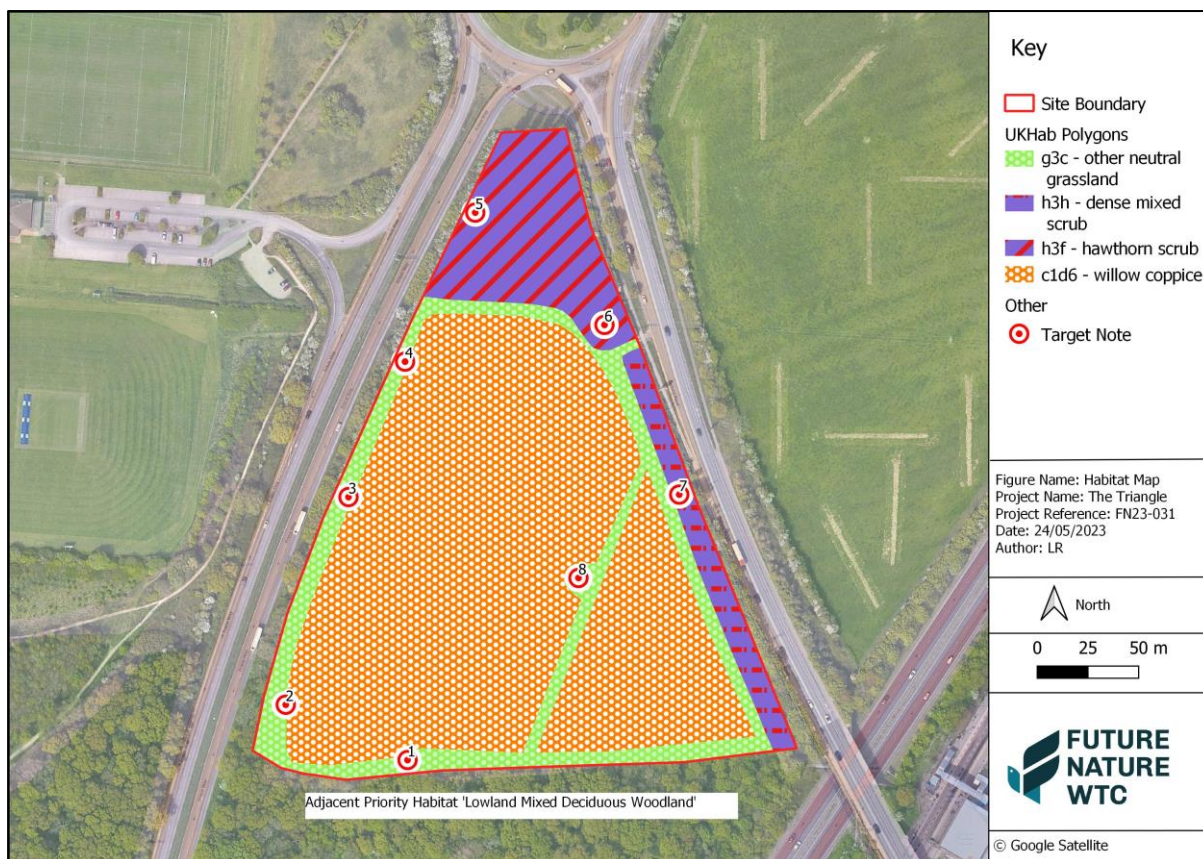 5
6
4
3
7
8
2
1
Adjacent Priority Habitat 'Lowland Mixed Deciduous Woodland'
Key
Site Boundary
UKHab Polygons
g3c - other neutral
grassland
h3h - dense mixed
scrub
h3f - hawthorn scrub
c1d6 - willow coppice
Other
Target Note
Figure Name: Habitat Map
Project Name: The Triangle
Project Reference: FN23-031
Date: 24/05/2023
Author: LR
North
0 25 50 m
FUTURE
NATURE
WTC
© Google Satellite